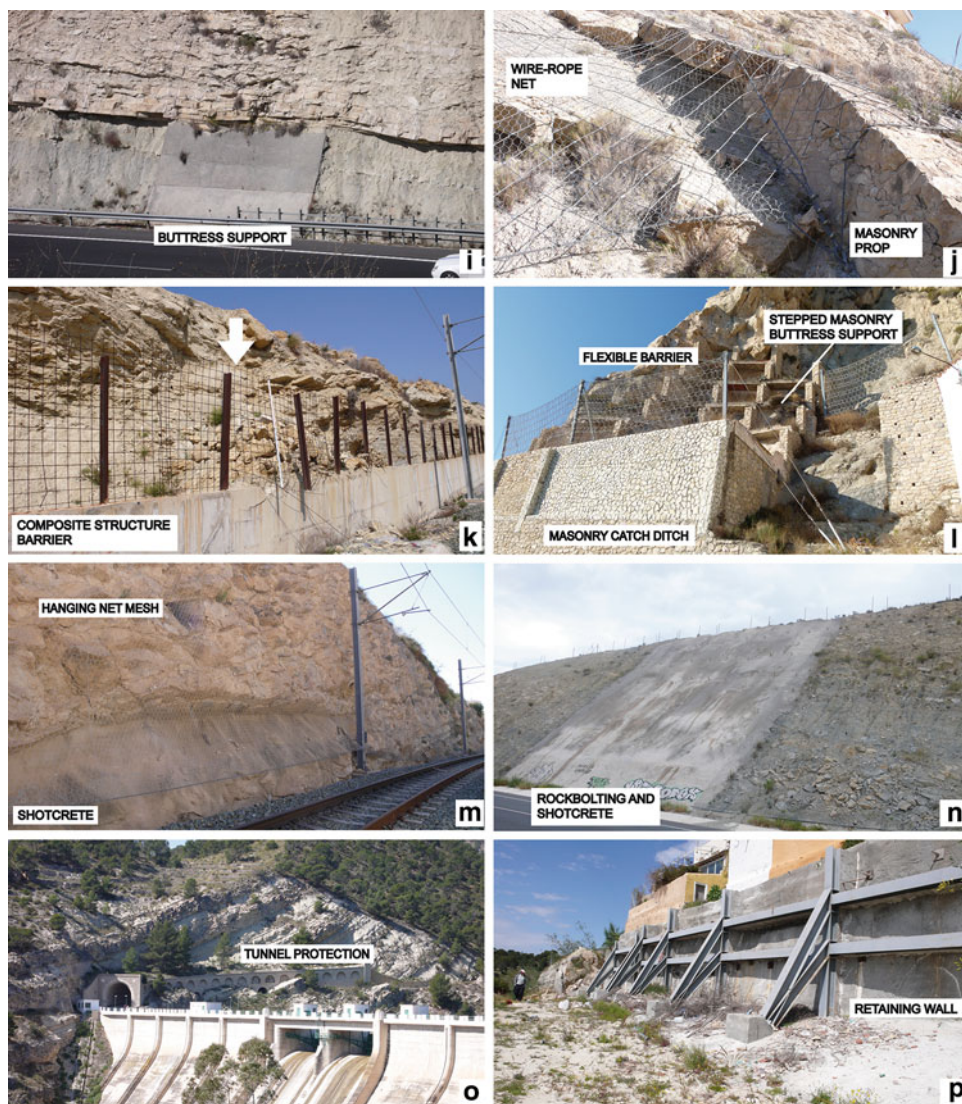 BUTTRESS SUPPORT
i
WIRE-ROPE
NET
MASONRY
PROP
j
COMPOSITE STRUCTURE
BARRIER
k
FLEXIBLE BARRIER
STEPPED MASONRY
BUTTRESS SUPPORT
MASONRY CATCH DITCH
l
HANGING NET MESH
SHOTCRETE
m
ROCKBOLTING AND
SHOTCRETE
n
TUNNEL PROTECTION
o
RETAINING WALL
p